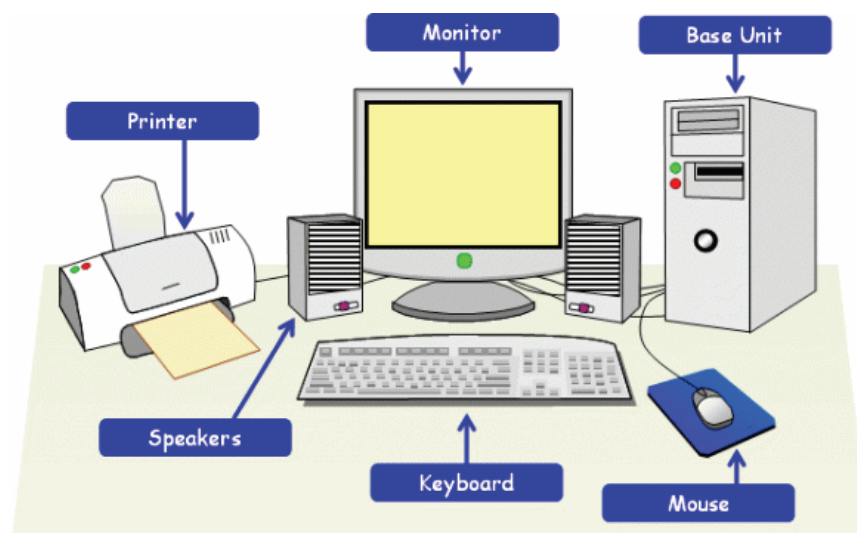 Monitor
Base Unit
Printer
Speakers
Keyboard
Mouse